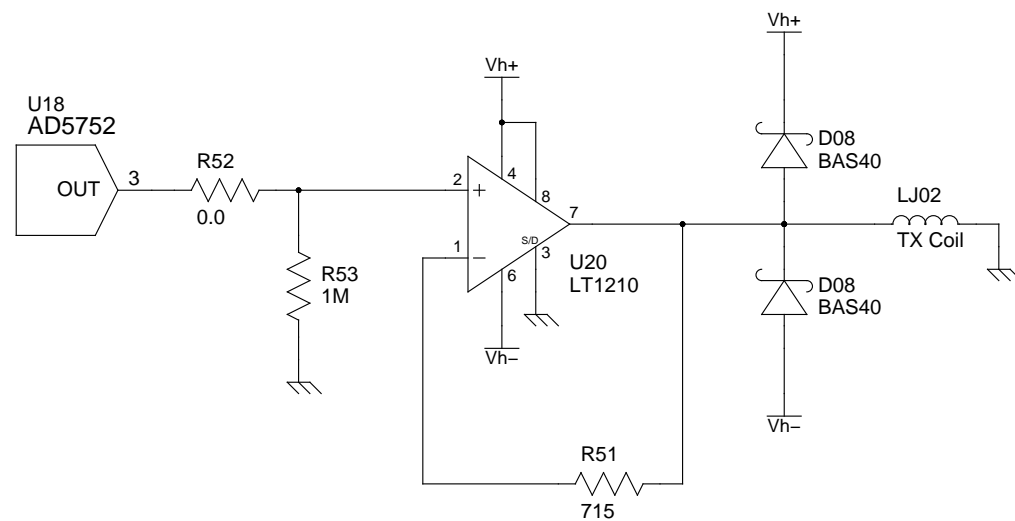 Vh+
Vh+
U18
AD5752
D08
BAS40
R52
3
OUT
0.0
2
+
4
8
7
LJ02
TX Coil
1
−
S/D
3
6
U20
LT1210
R53
1M
D08
BAS40
Vh−
Vh−
R51
715